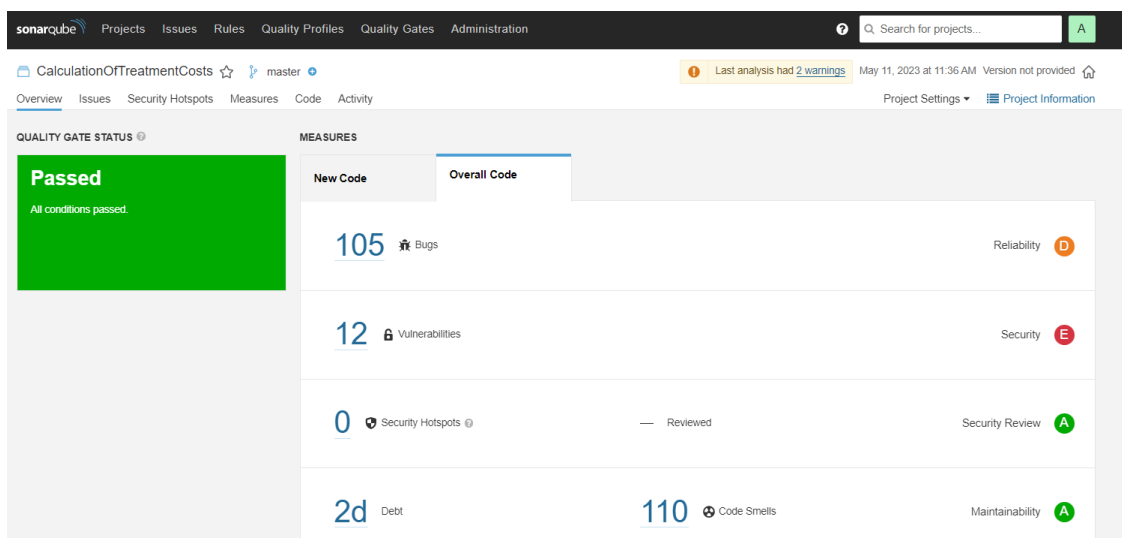 sonarqube Projects Issues Rules Quality Profiles Quality Gates Administration ? Search for projects... A
CalculationOfTreatmentCosts master Last analysis had 2 warnings May 11, 2023 at 11:36 AM Version not provided
Overview Issues Security Hotspots Measures Code Activity Project Settings Project Information
QUALITY GATE STATUS ? MEASURES
Passed
All conditions passed.
New Code Overall Code
105 Bugs Reliability D
12 Vulnerabilities Security E
0 Security Hotspots ? — Reviewed Security Review A
2d Debt 110 Code Smells Maintainability A